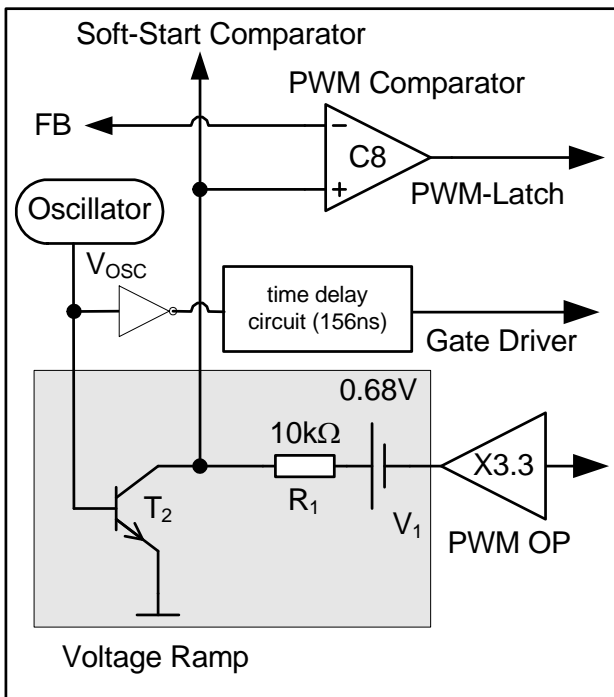 Soft-Start Comparator
PWM Comparator
FB
C8
PWM-Latch
Oscillator
VOSC
time delay
circuit (156ns)
Gate Driver
0.68V
10kΩ
X3.3
R1
T2
V1
PWM OP
Voltage Ramp